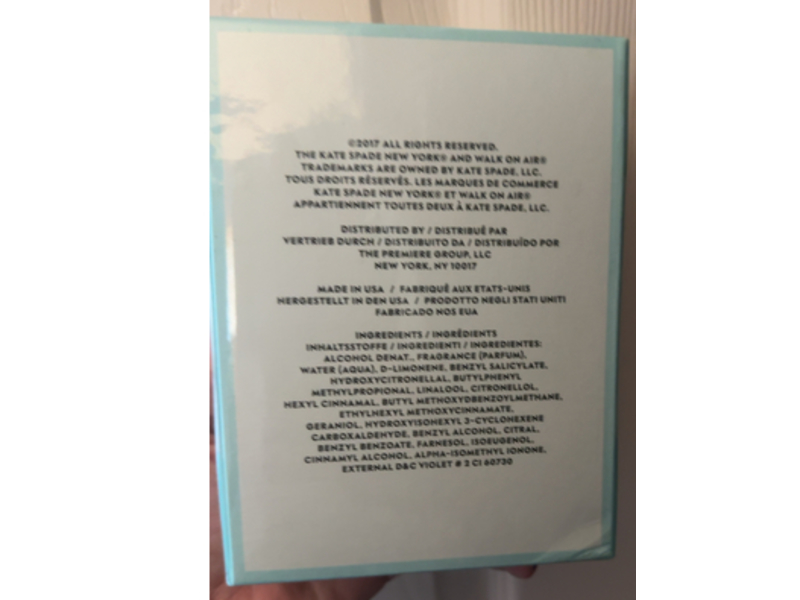 ©2017 ALL RIGHTS RESERVED.
THE KATE SPADE NEW YORK® AND WALK ON AIR®
TRADEMARKS ARE OWNED BY KATE SPADE, LLC.
TOUS DROITS RÉSERVÉS. LES MARQUES DE COMMERCE
KATE SPADE NEW YORK® ET WALK ON AIR®
APPARTIENNENT TOUTES DEUX À KATE SPADE, LLC.
DISTRIBUTED BY / DISTRIBUÉ PAR
VERTRIEB DURCH / DISTRIBUITO DA / DISTRIBUÍDO POR
THE PREMIERE GROUP, LLC
NEW YORK, NY 10017
MADE IN USA / FABRIQUÉ AUX ETATS-UNIS
HERGESTELLT IN DEN USA / PRODOTTO NEGLI STATI UNITI
FABRICADO NOS EUA
INGREDIENTS / INGRÉDIENTS
INHALTSSTOFFE / INGREDIENTI / INGREDIENTES:
ALCOHOL DENAT., FRAGRANCE (PARFUM),
WATER (AQUA), D-LIMONENE, BENZYL SALICYLATE,
HYDROXYCITRONELLAL, BUTYLPHENYL
METHYLPROPIONAL, LINALOOL, CITRONELLOL,
HEXYL CINNAMAL, BUTYL METHOXYDBENZOYLMETHANE,
ETHYLHEXYL METHOXYCINNAMATE,
GERANIOL, HYDROXYISOHEXYL 3-CYCLOHEXENE
CARBOXALDEHYDE, BENZYL ALCOHOL, CITRAL,
BENZYL BENZOATE, FARNESOL, ISOEUGENOL,
CINNAMYL ALCOHOL, ALPHA-ISOMETHYL IONONE,
EXTERNAL D&C VIOLET # 2 CI 60730